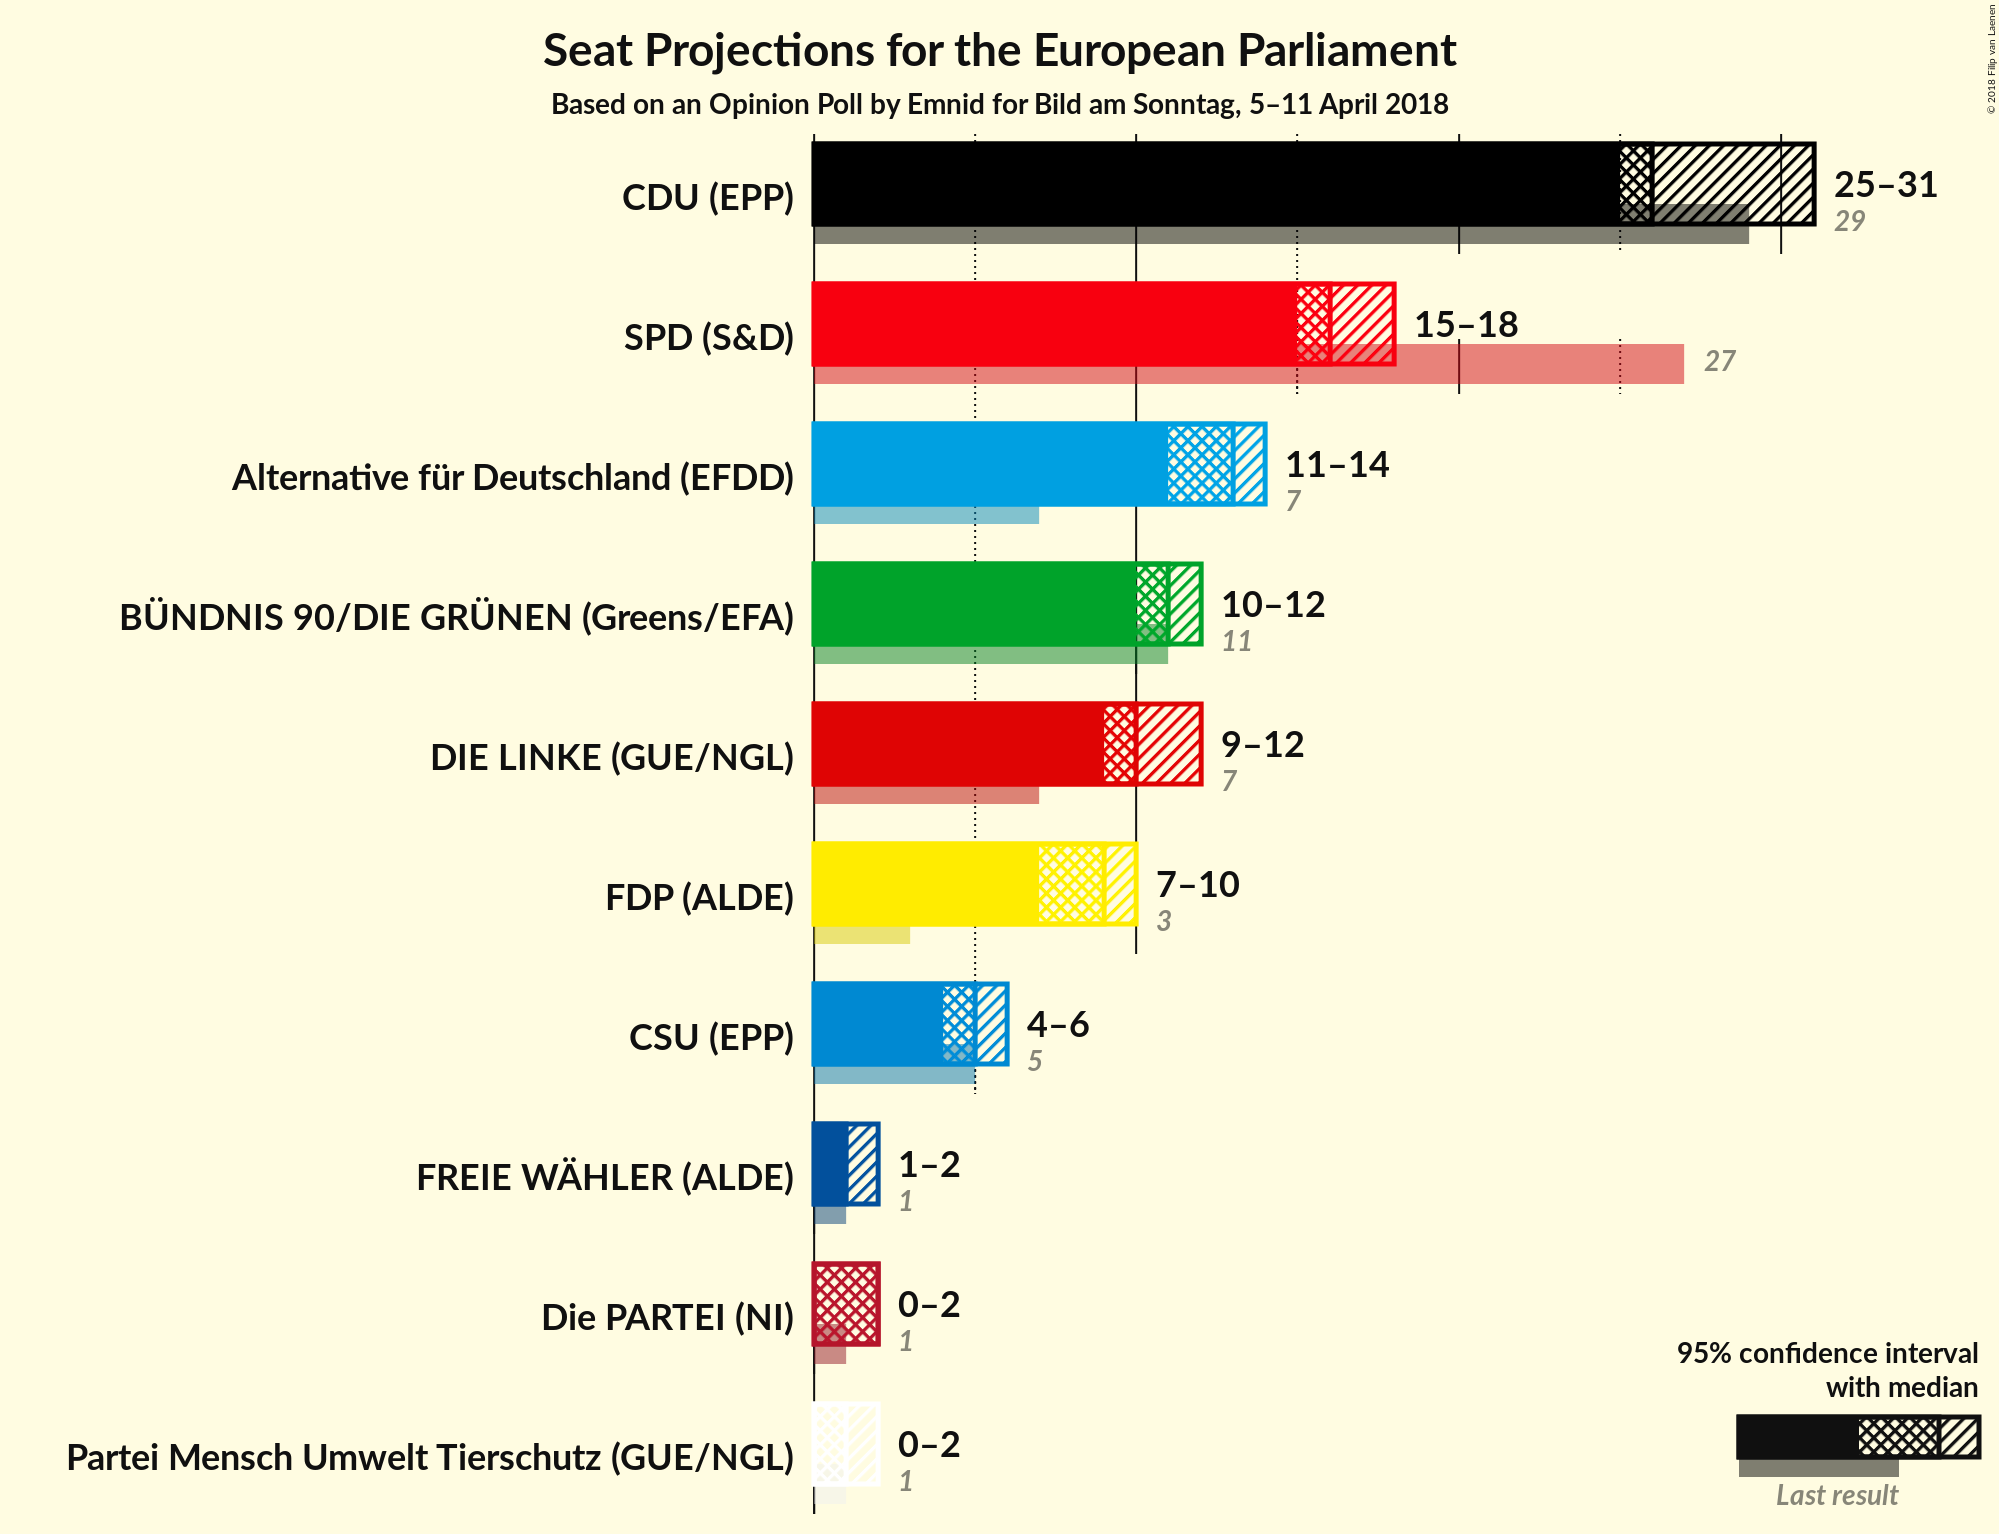 Seat Projections for the European Parliament
Based on an Opinion Poll by Emnid for Bild am Sonntag, 5–11 April 2018
© 2018 Filip van Laenen
CDU (EPP)
25–31
29
SPD (S&D)
15–18
27
Alternative für Deutschland (EFDD)
11–14
7
BÜNDNIS 90/DIE GRÜNEN (Greens/EFA)
10–12
11
DIE LINKE (GUE/NGL)
9–12
7
FDP (ALDE)
7–10
3
CSU (EPP)
4–6
5
FREIE WÄHLER (ALDE)
1–2
1
Die PARTEI (NI)
0–2
1
Partei Mensch Umwelt Tierschutz (GUE/NGL)
0–2
1
95% confidence interval
with median
Last result